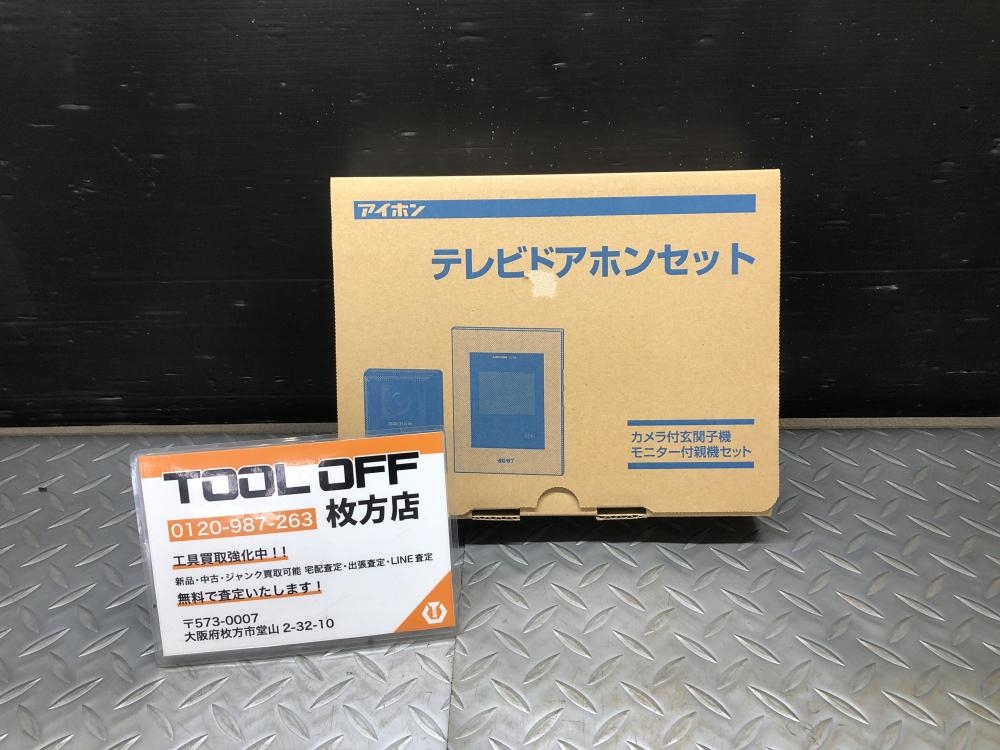 アイホン
テレビドアホンセット
カメラ付玄関子機
モニター付親機セット
通話/終了
TOOL OFF
0120-987-263 枚方店
工具買取強化中!!
新品・中古・ジャンク買取可能 宅配査定・出張査定・LINE査定
無料で査定いたします!
〒573-0007
大阪府枚方市堂山 2-32-10